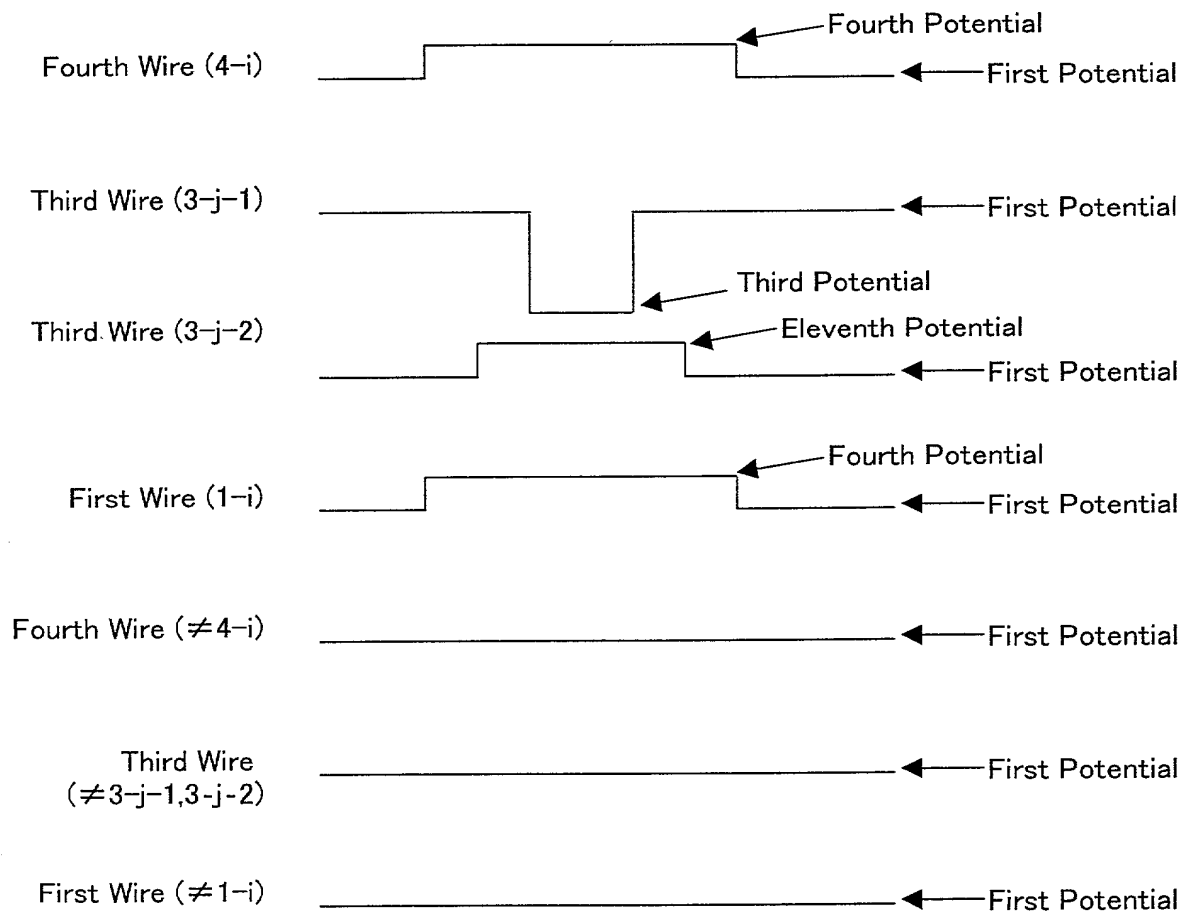 Fourth Potential
Fourth Wire (4-i)
First Potential
Third Wire (3-j-1)
First Potential
Third Potential
Third Wire (3-j-2)
Eleventh Potential
First Potential
Fourth Potential
First Wire (1-i)
First Potential
Fourth Wire (≠4-i)
First Potential
Third Wire
(≠3-j-1,3-j-2)
First Potential
First Wire (≠1-i)
First Potential